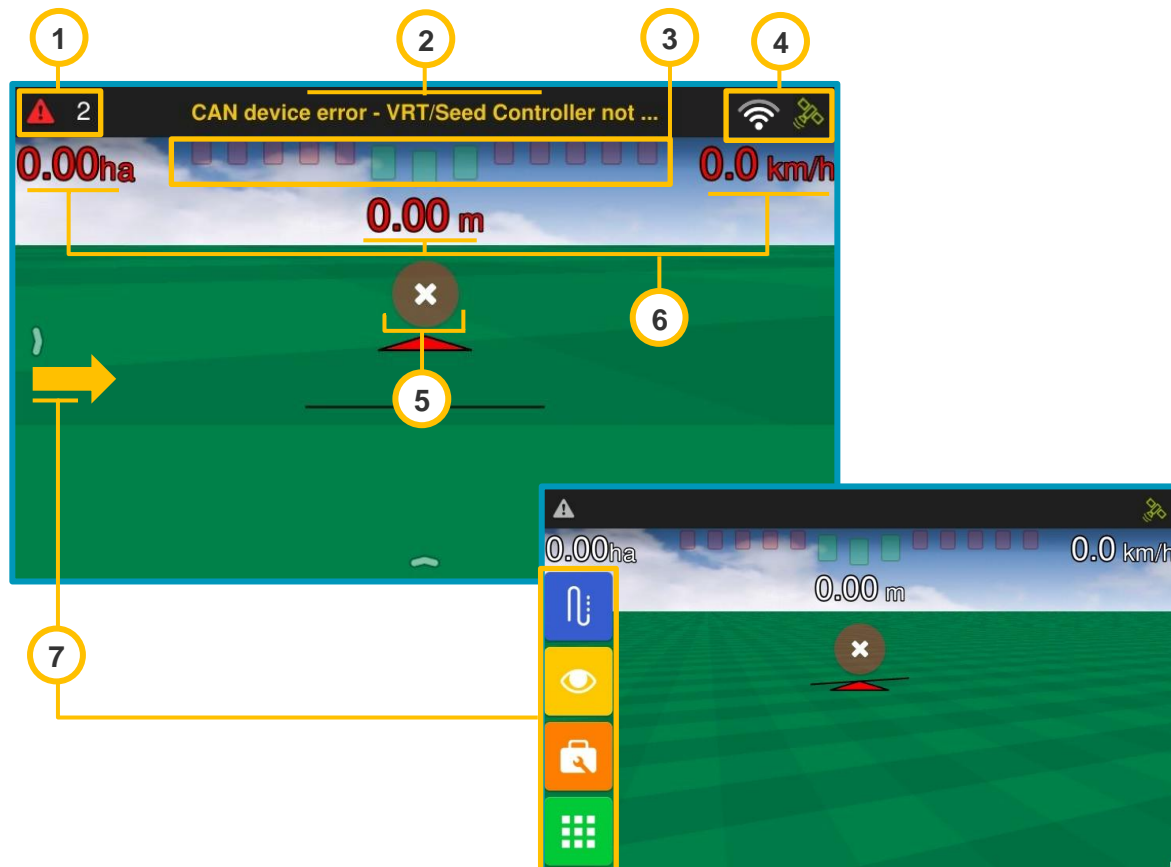 1
2
3
4
2
CAN device error - VRT/Seed Controller not ...
0.00ha
0.0 km/h
0.00 m
6
5
0.00ha
0.0 km/h
0.00 m
7